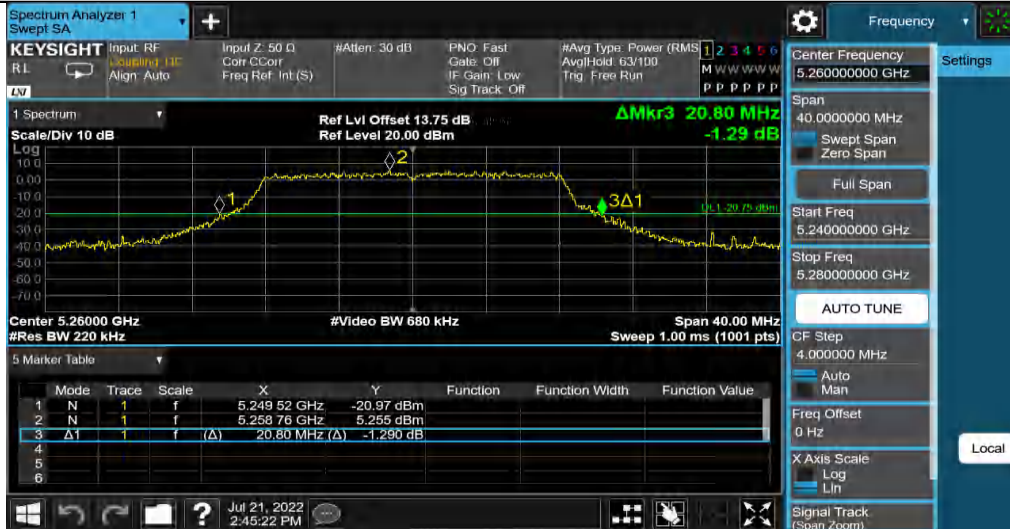 Spectrum Analyzer 1
Swept SA
+
Frequency
KEYSIGHT
RL
LXI
Input: RF
Coupling: DC
Align: Auto
Input Z: 50 Ω
Corr CCorr
Freq Ref: Int (S)
#Atten: 30 dB
PNO: Fast
Gate: Off
IF Gain: Low
Sig Track: Off
#Avg Type: Power (RMS
AvgHold: 63/100
Trig: Free Run
1 2 3 4 5 6
M W W W W W
P P P P P P
1 Spectrum
Scale/Div 10 dB
Ref Lvl Offset 13.75 dB
Ref Level 20.00 dBm
ΔMkr3 20.80 MHz
-1.29 dB
Log
10.0
0.00
-10.0
-20.0
-30.0
-40.0
-50.0
-60.0
-70.0
1
2
3Δ1
DL1 -20.75 dBm
Center 5.26000 GHz
#Res BW 220 kHz
#Video BW 680 kHz
Span 40.00 MHz
Sweep 1.00 ms (1001 pts)
5 Marker Table
Mode Trace Scale X Y Function Function Width Function Value
1 N 1 f 5.249 52 GHz -20.97 dBm
2 N 1 f 5.258 76 GHz 5.255 dBm
3 Δ1 1 f (Δ) 20.80 MHz (Δ) -1.290 dB
4
5
6
?
Jul 21, 2022
2:45:22 PM
Center Frequency
5.260000000 GHz
Span
40.0000000 MHz
Swept Span
Zero Span
Full Span
Start Freq
5.240000000 GHz
Stop Freq
5.280000000 GHz
AUTO TUNE
CF Step
4.000000 MHz
Auto
Man
Freq Offset
0 Hz
X Axis Scale
Log
Lin
Signal Track
(Span Zoom)
Settings
Local